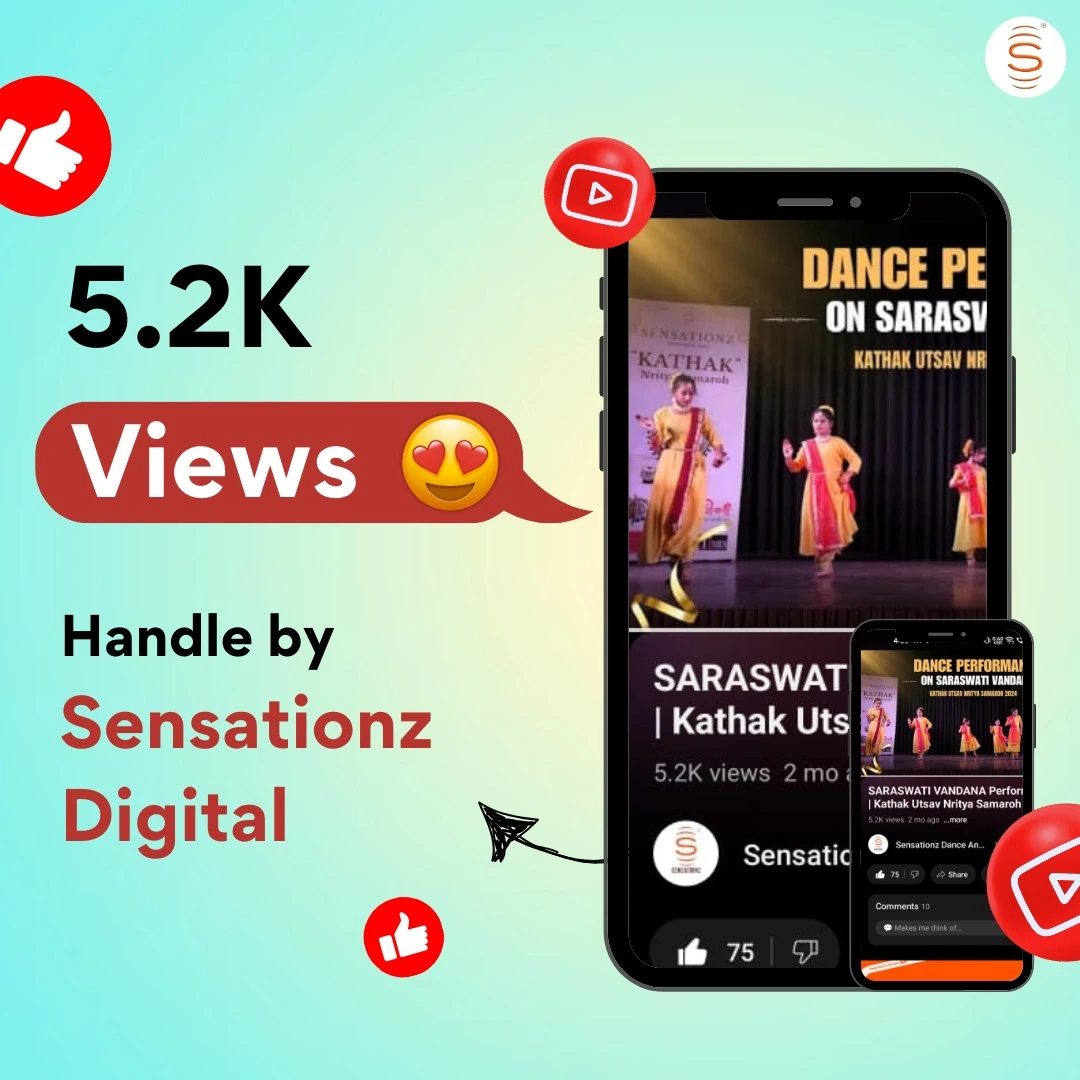 S
5.2K
Views
Handle by
Sensationz
Digital
DANCE PE
ON SARASV
KATHAK UTSAV NR
SENSATIONZ
"KATHAK"
TIMES
SARASWAT
| Kathak Uts
5.2K views 2 mo a
S
SENSATIONZ
Sensatio
75
DANCE PERFORMAN
ON SARASWATI VANDA
KATHAK UTSAV NRITYA SAMAROH 2024
"KATHAK"
SARASWATI VANDANA Perfor
| Kathak Utsav Nritya Samaroh
5.2K views 2 mo ago ...more
Sensationz Dance An...
75 Share
Comments 10
Makes me think of...